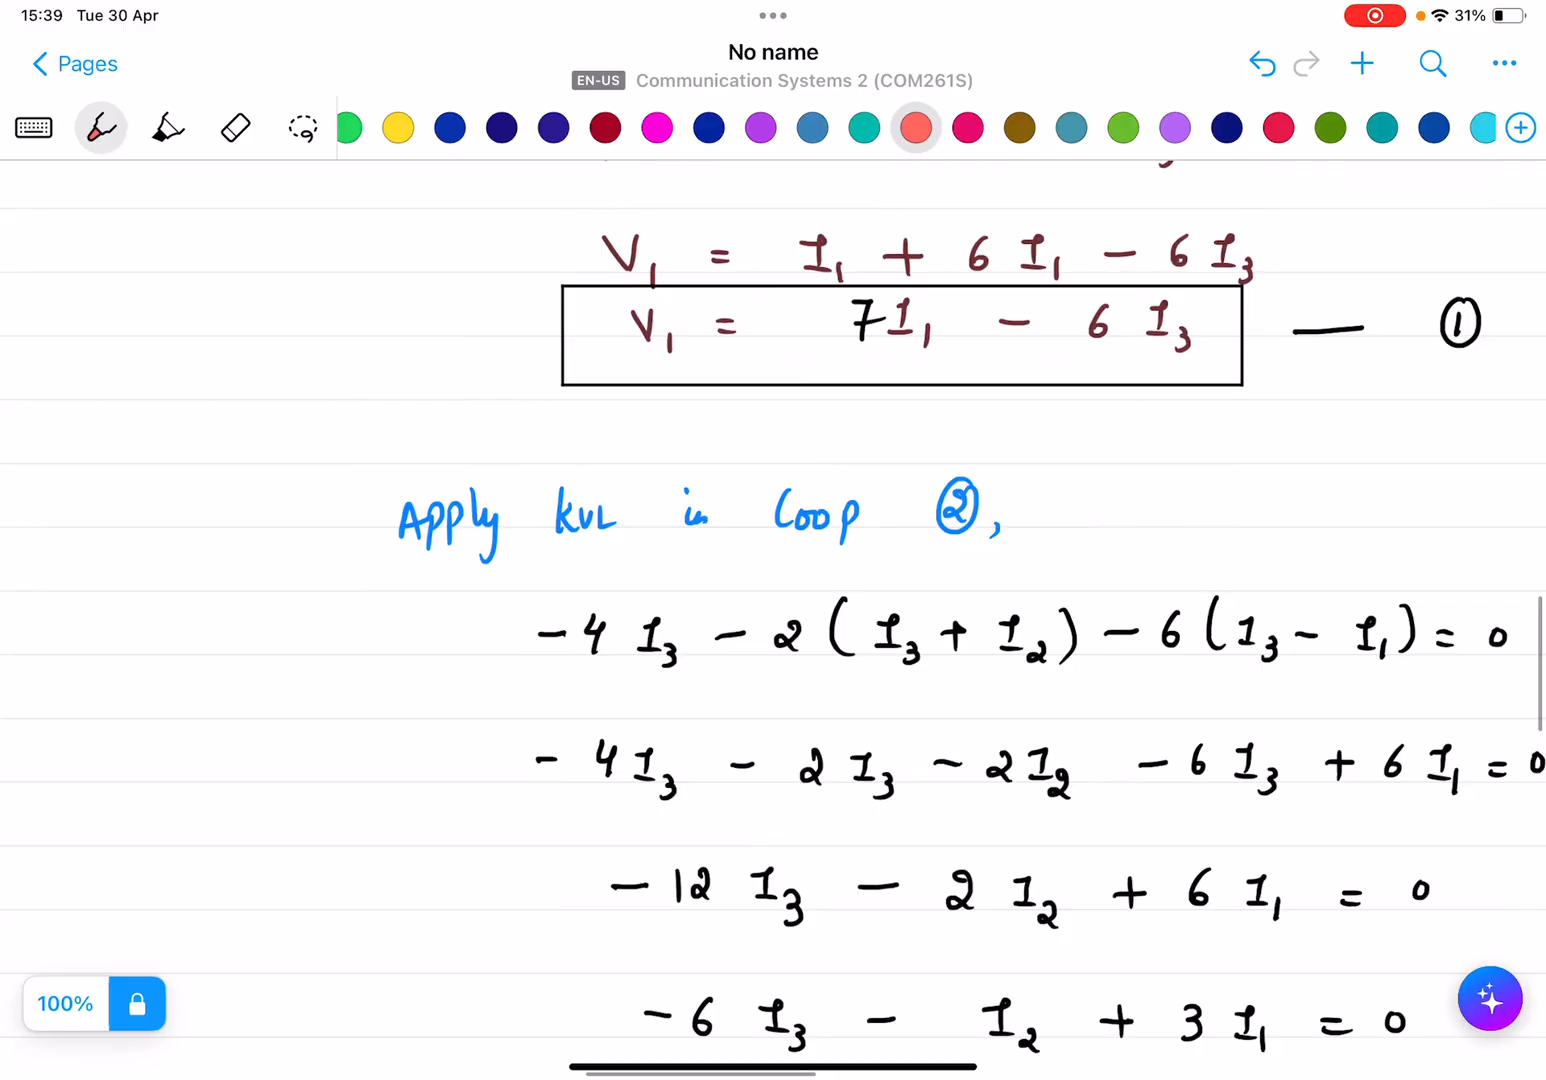 15:39 Tue 30 Apr
31%
Pages
No name
EN-US Communication Systems 2 (COM261S)
V₁ = I₁ + 6 I₁ - 6 I₃
V₁ = 7I₁ - 6 I₃ — ①
Apply KVL in Loop ②,
- 4 I₃ - 2 ( I₃ + I₂ ) - 6 ( I₃ - I₁ ) = 0
- 4 I₃ - 2 I₃ - 2 I₂ - 6 I₃ + 6 I₁ = 0
- 12 I₃ - 2 I₂ + 6 I₁ = 0
- 6 I₃ - I₂ + 3 I₁ = 0
100%